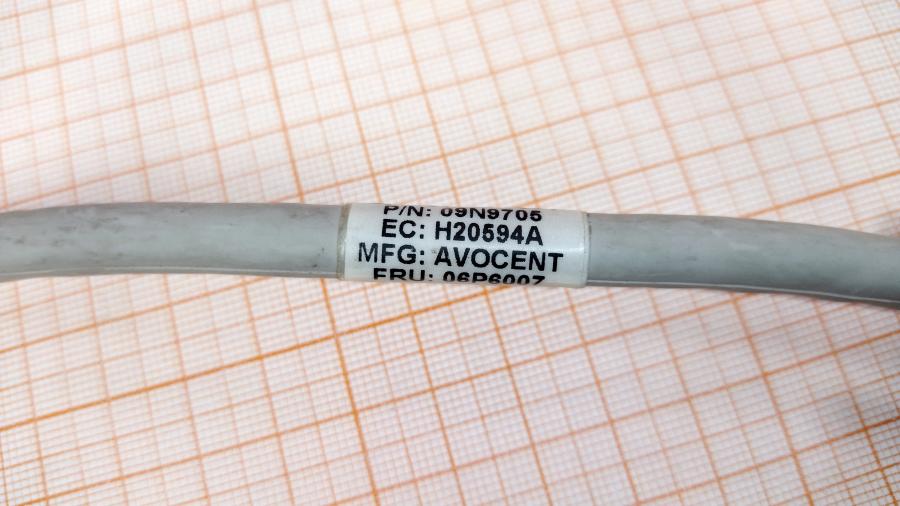 P/N: 09N9705
EC: H20594A
MFG: AVOCENT
FRU: 06P6007